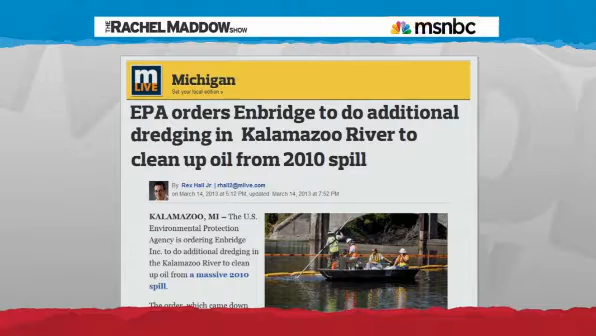 THE RACHEL MADDOW SHOW
msnbc
m
LIVE
Michigan
Set your local edition »
EPA orders Enbridge to do additional
dredging in Kalamazoo River to
clean up oil from 2010 spill
By Rex Hall Jr. | rhall2@mlive.com
on March 14, 2013 at 5:12 PM, updated March 14, 2013 at 7:52 PM
KALAMAZOO, MI – The U.S.
Environmental Protection
Agency is ordering Enbridge
Inc. to do additional dredging in
the Kalamazoo River to clean
up oil from a massive 2010
spill.
The order, which came down